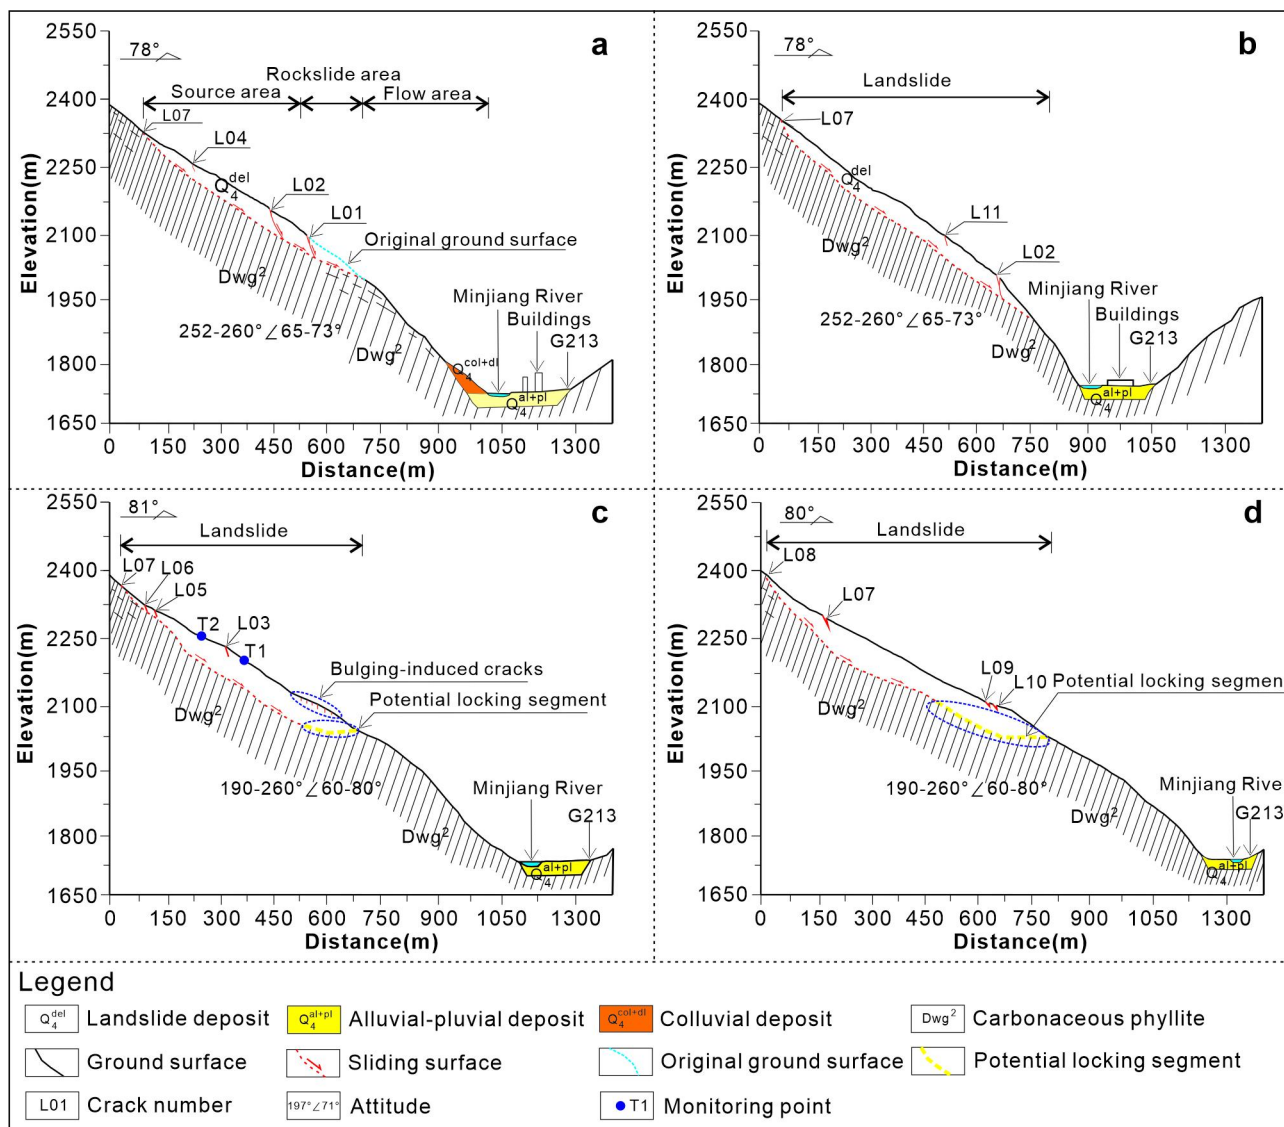 a
78°
Rockslide area
Source area
Flow area
L07
L04
Q4del
L02
L01
Original ground surface
Dwg2
Minjiang River
Buildings
G213
252-260°∠65-73°
Dwg2
Q4col+dl
Q4al+pl
2550
2400
2250
2100
1950
1800
1650
Elevation(m)
0 150 300 450 600 750 900 1050 1300
Distance(m)
b
78°
Landslide
L07
Q4del
L11
Dwg2
L02
Minjiang River
Buildings
G213
252-260°∠65-73°
Dwg2
Q4al+pl
2550
2400
2250
2100
1950
1800
1650
Elevation(m)
0 150 300 450 600 750 900 1050 1300
Distance(m)
c
81°
Landslide
L07
L06
L05
T2
L03
T1
Bulging-induced cracks
Potential locking segment
Dwg2
190-260°∠60-80°
Minjiang River
G213
Dwg2
Q4al+pl
2550
2400
2250
2100
1950
1800
1650
Elevation(m)
0 150 300 450 600 750 900 1050 1300
Distance(m)
d
80°
Landslide
L08
L07
L09
L10
Potential locking segmen
Dwg2
190-260°∠60-80°
Minjiang Rive
G213
Dwg2
Q4al+pl
2550
2400
2250
2100
1950
1800
1650
Elevation(m)
0 150 300 450 600 750 900 1050 1300
Distance(m)
Legend
Q4del Landslide deposit
Q4al+pl Alluvial-pluvial deposit
Q4col+dl Colluvial deposit
Dwg2 Carbonaceous phyllite
Ground surface
Sliding surface
Original ground surface
Potential locking segment
L01 Crack number
197°∠71° Attitude
T1 Monitoring point